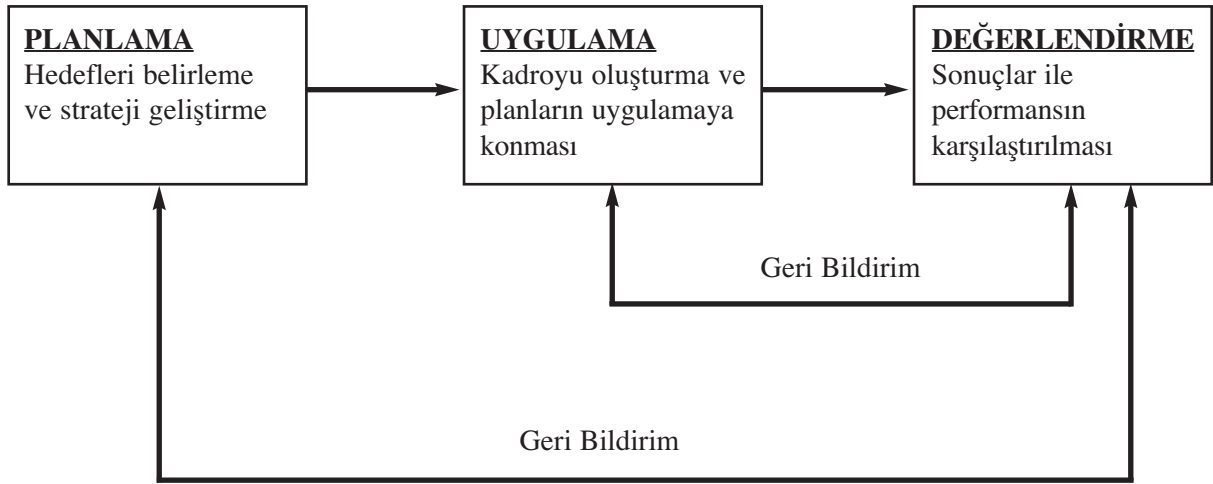 PLANLAMA
Hedefleri belirleme
ve strateji geliştirme
UYGULAMA
Kadroyu oluşturma ve
planların uygulamaya
konması
DEĞERLENDİRME
Sonuçlar ile
performansın
karşılaştırılması
Geri Bildirim
Geri Bildirim